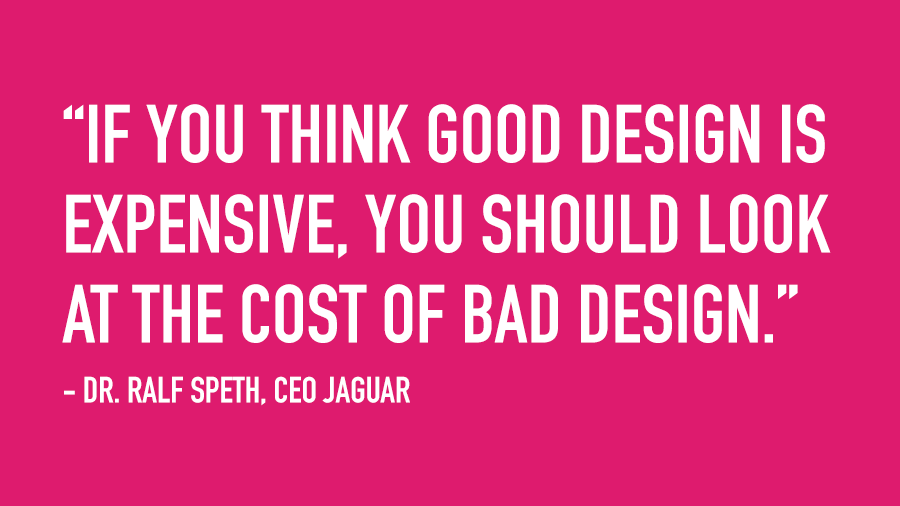 “IF YOU THINK GOOD DESIGN IS
EXPENSIVE, YOU SHOULD LOOK
AT THE COST OF BAD DESIGN.”
– DR. RALF SPETH, CEO JAGUAR